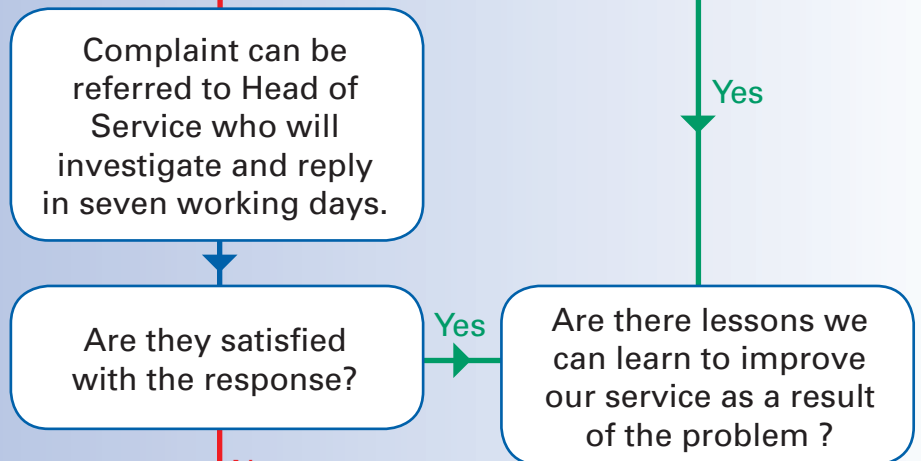 Complaint can be
referred to Head of
Service who will
investigate and reply
in seven working days.
Yes
Are they satisfied
with the response?
Yes
Are there lessons we
can learn to improve
our service as a result
of the problem ?